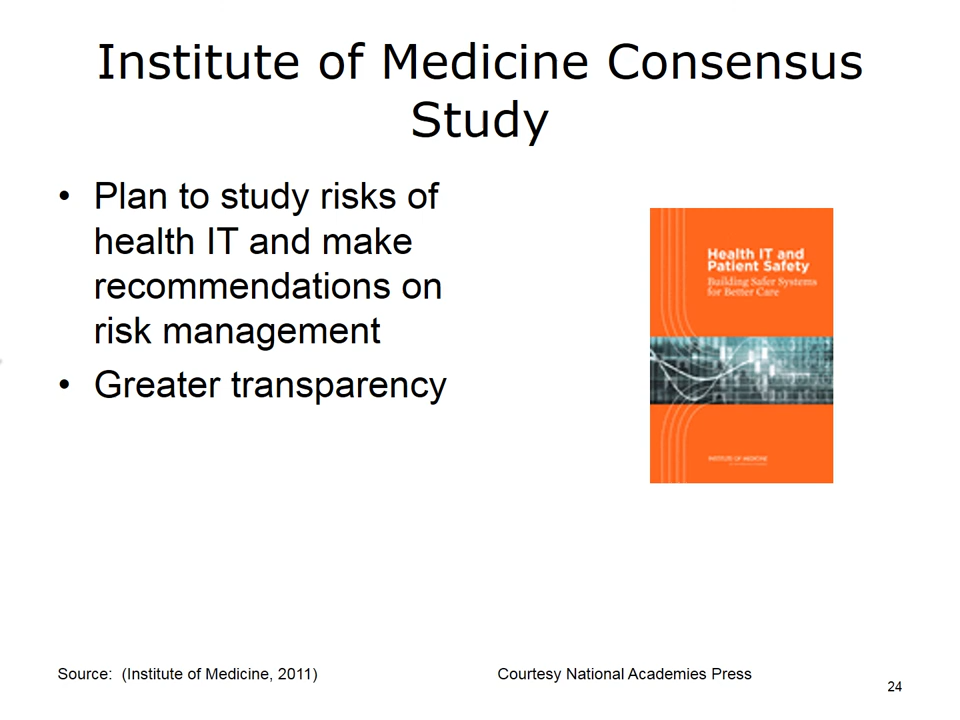 Institute of Medicine Consensus
Study
• Plan to study risks of
health IT and make
recommendations on
risk management
• Greater transparency
Health IT and
Patient Safety
Building Safer Systems
for Better Care
INSTITUTE OF MEDICINE
Source: (Institute of Medicine, 2011)
Courtesy National Academies Press
24